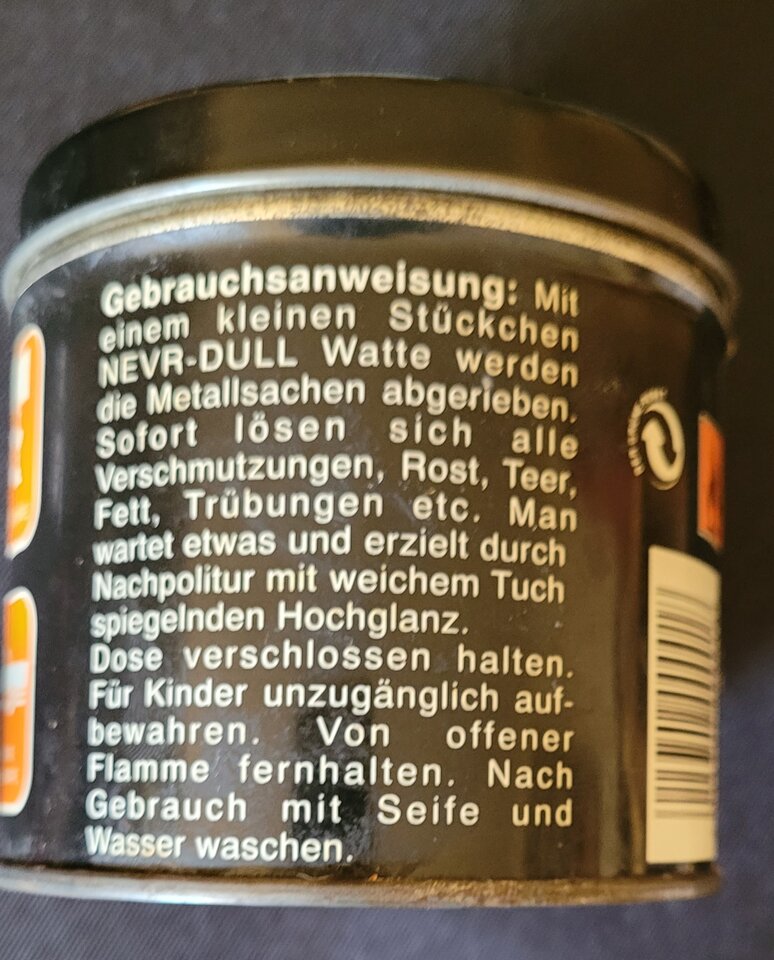 Gebrauchsanweisung: Mit
einem kleinen Stückchen
NEVR-DULL Watte werden
die Metallsachen abgerieben.
Sofort lösen sich alle
Verschmutzungen, Rost, Teer,
Fett, Trübungen etc. Man
wartet etwas und erzielt durch
Nachpolitur mit weichem Tuch
spiegelnden Hochglanz.
Dose verschlossen halten.
Für Kinder unzugänglich auf-
bewahren. Von offener
Flamme fernhalten. Nach
Gebrauch mit Seife und
Wasser waschen.